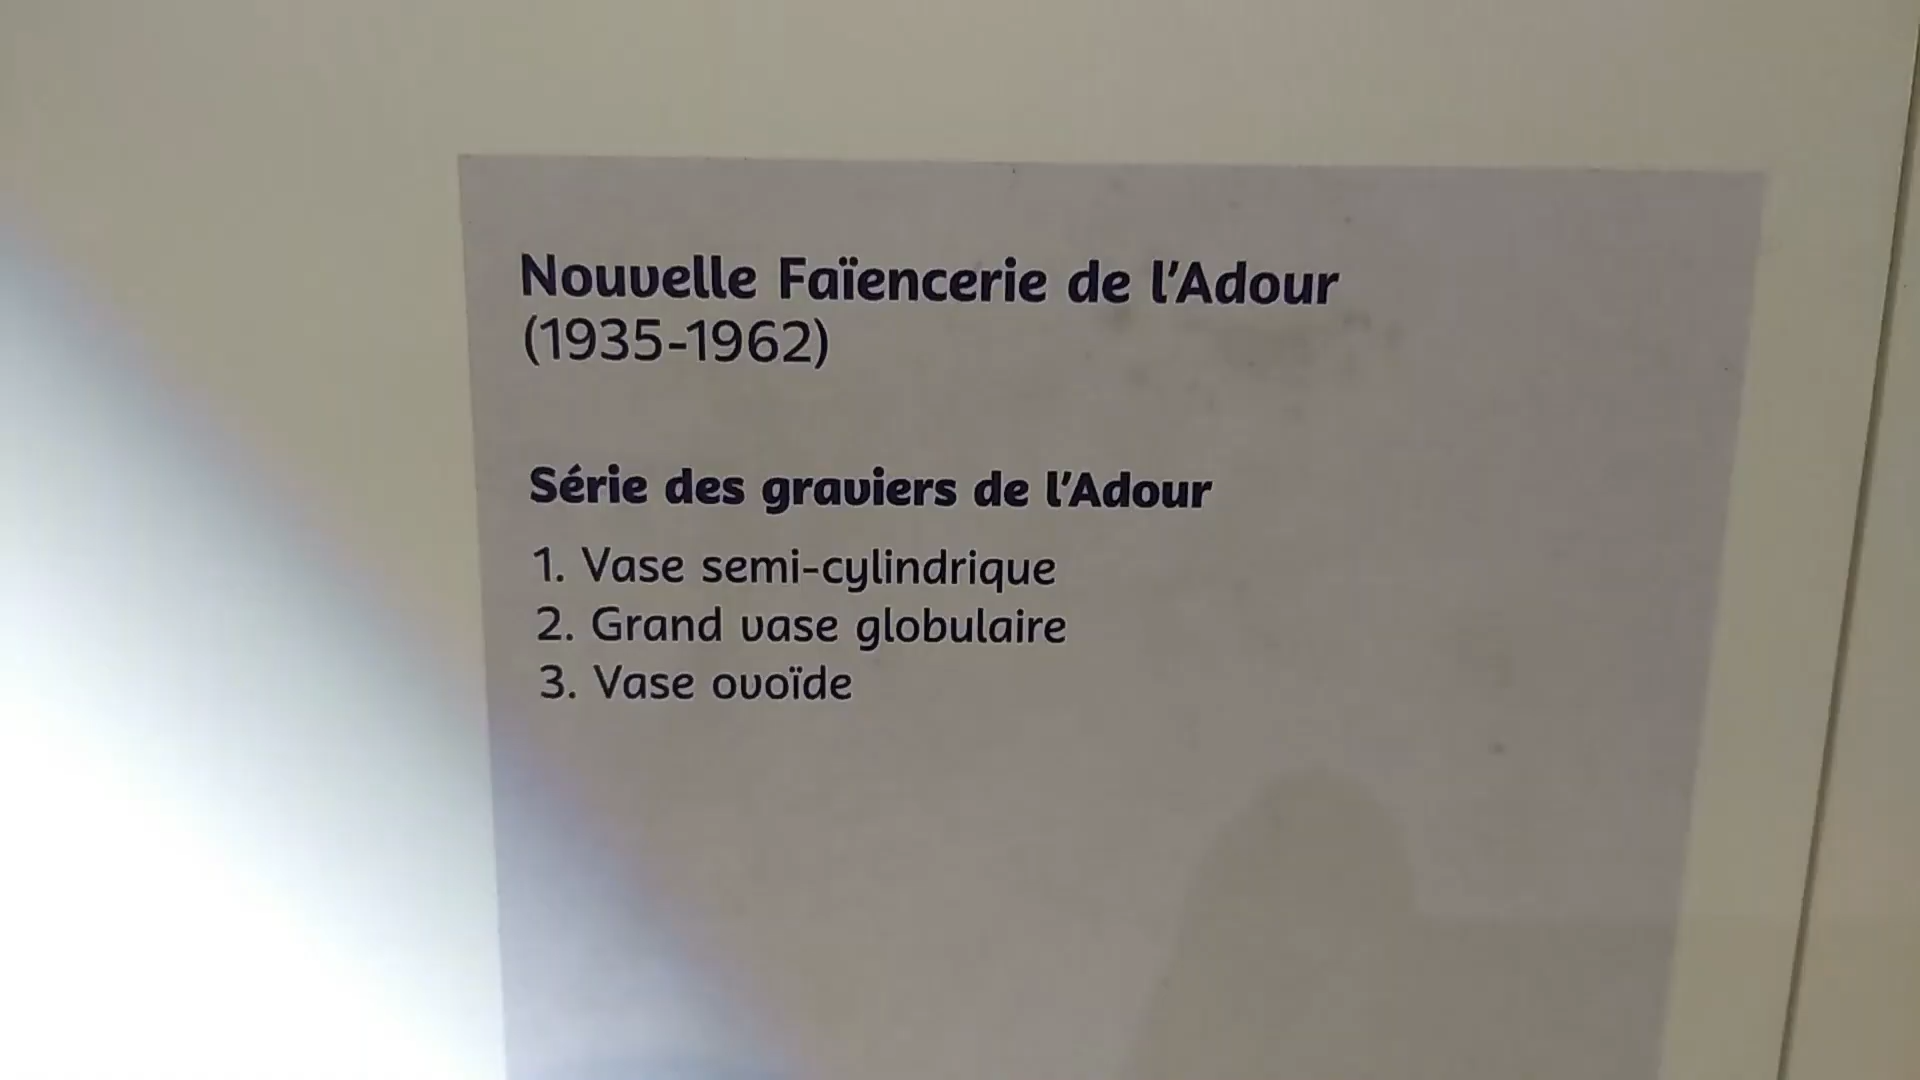 Nouvelle Faïencerie de l'Adour
(1935-1962)
Série des graviers de l'Adour
1. Vase semi-cylindrique
2. Grand vase globulaire
3. Vase ovoïde